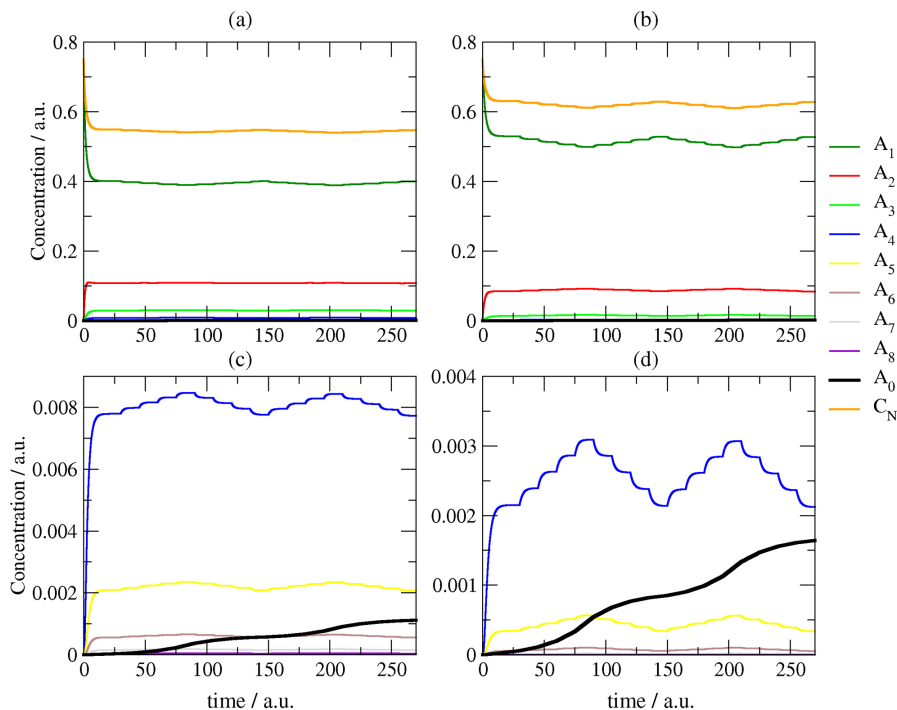 (a)
(b)
Concentration / a.u.
0.8
0.6
0.4
0.2
0
0 50 100 150 200 250
0.8
0.6
0.4
0.2
0
0 50 100 150 200 250
(c)
(d)
Concentration / a.u.
0.008
0.006
0.004
0.002
0
0 50 100 150 200 250
time / a.u.
0.004
0.003
0.002
0.001
0
0 50 100 150 200 250
time / a.u.
A1
A2
A3
A4
A5
A6
A7
A8
A0
CN